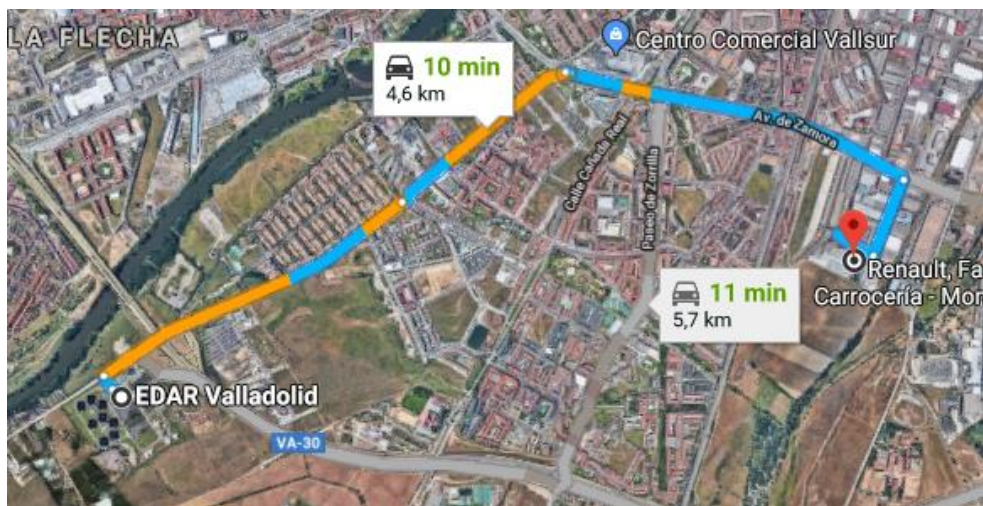 LA FLECHA
10 min
4,6 km
Centro Comercial Vallsur
Av. de Zamora
Calle Cañada Real
Paseo de Zorrilla
11 min
5,7 km
Renault, Fa
Carrocería - Mon
EDAR Valladolid
VA-30